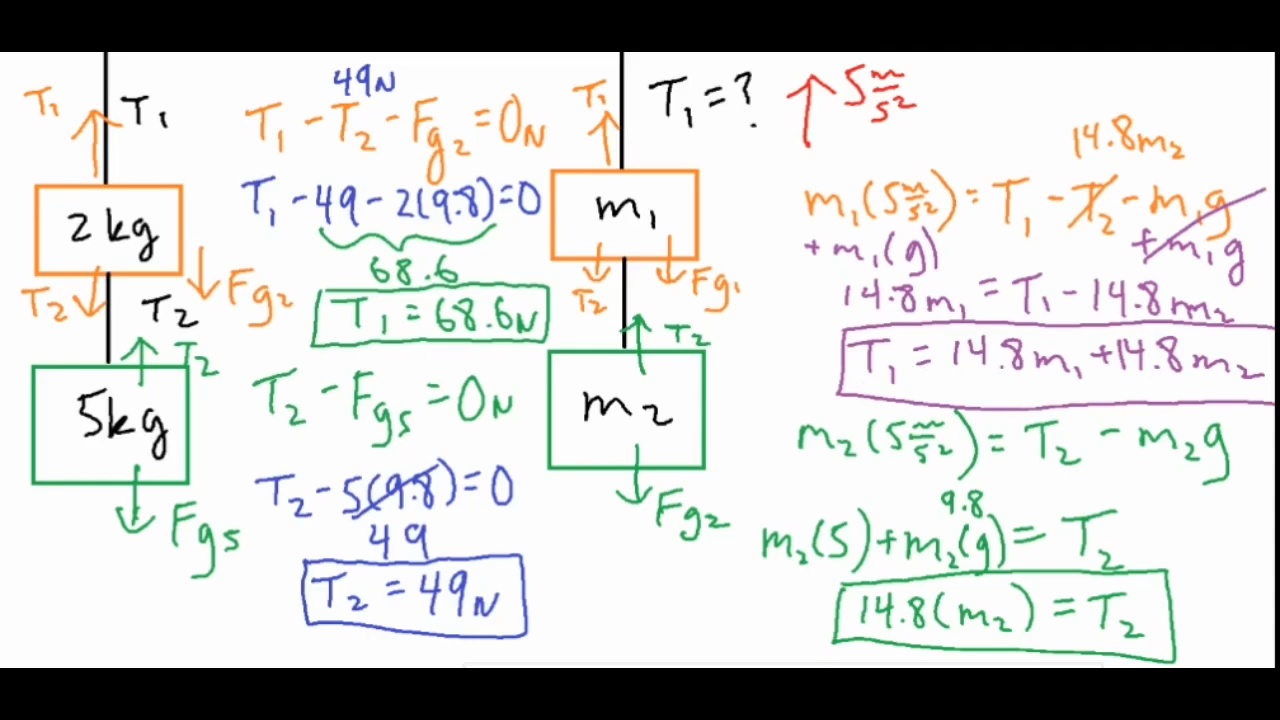 T₁
T₁
2 kg
T₂
Fg₂
T₂
T₂
5kg
Fg₅
49N
T₁ - T₂ - Fg₂ = 0N
T₁ - 49 - 2(9.8) = 0
68.6
T₁ = 68.6N
T₂ - Fg₅ = 0N
T₂ - 5(9.8) = 0
49
T₂ = 49N
T₁
T₁ = ?
5 m/s²
m₁
T₂
Fg₁
T₂
m₂
Fg₂
14.8m₂
m₁(5 m/s²) = T₁ - T₂ - m₁g
+m₁(g) +m₁g
14.8m₁ = T₁ - 14.8m₂
T₁ = 14.8m₁ + 14.8m₂
m₂(5 m/s²) = T₂ - m₂g
9.8
m₂(5) + m₂(g) = T₂
14.8(m₂) = T₂